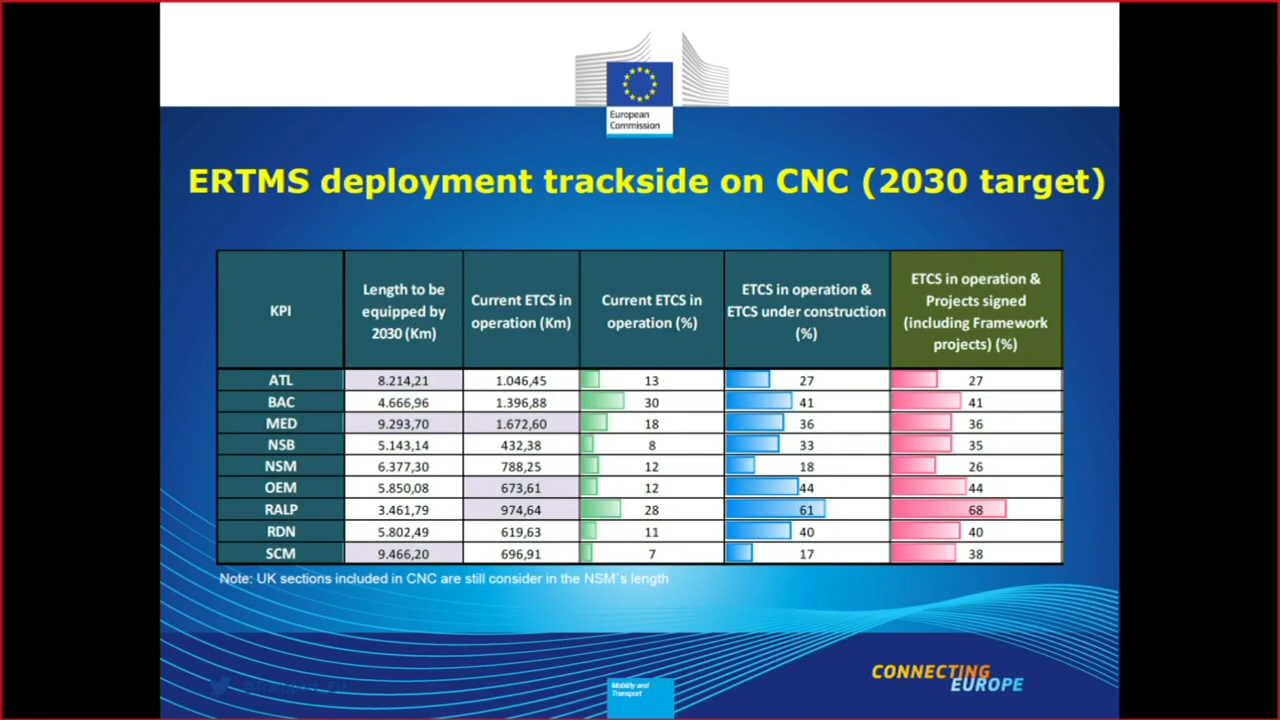 European
Commission
ERTMS deployment trackside on CNC (2030 target)
KPI
Length to be
equipped by
2030 (Km)
Current ETCS in
operation (Km)
Current ETCS in
operation (%)
ETCS in operation &
ETCS under construction
(%)
ETCS in operation &
Projects signed
(including Framework
projects) (%)
ATL 8.214,21 1.046,45 13 27 27
BAC 4.666,96 1.396,88 30 41 41
MED 9.293,70 1.672,60 18 36 36
NSB 5.143,14 432,38 8 33 35
NSM 6.377,30 788,25 12 18 26
OEM 5.850,08 673,61 12 44 44
RALP 3.461,79 974,64 28 61 68
RDN 5.802,49 619,63 11 40 40
SCM 9.466,20 696,91 7 17 38
Note: UK sections included in CNC are still consider in the NSM´s length
CONNECTING
EUROPE
@Transport_EU
Mobility and
Transport